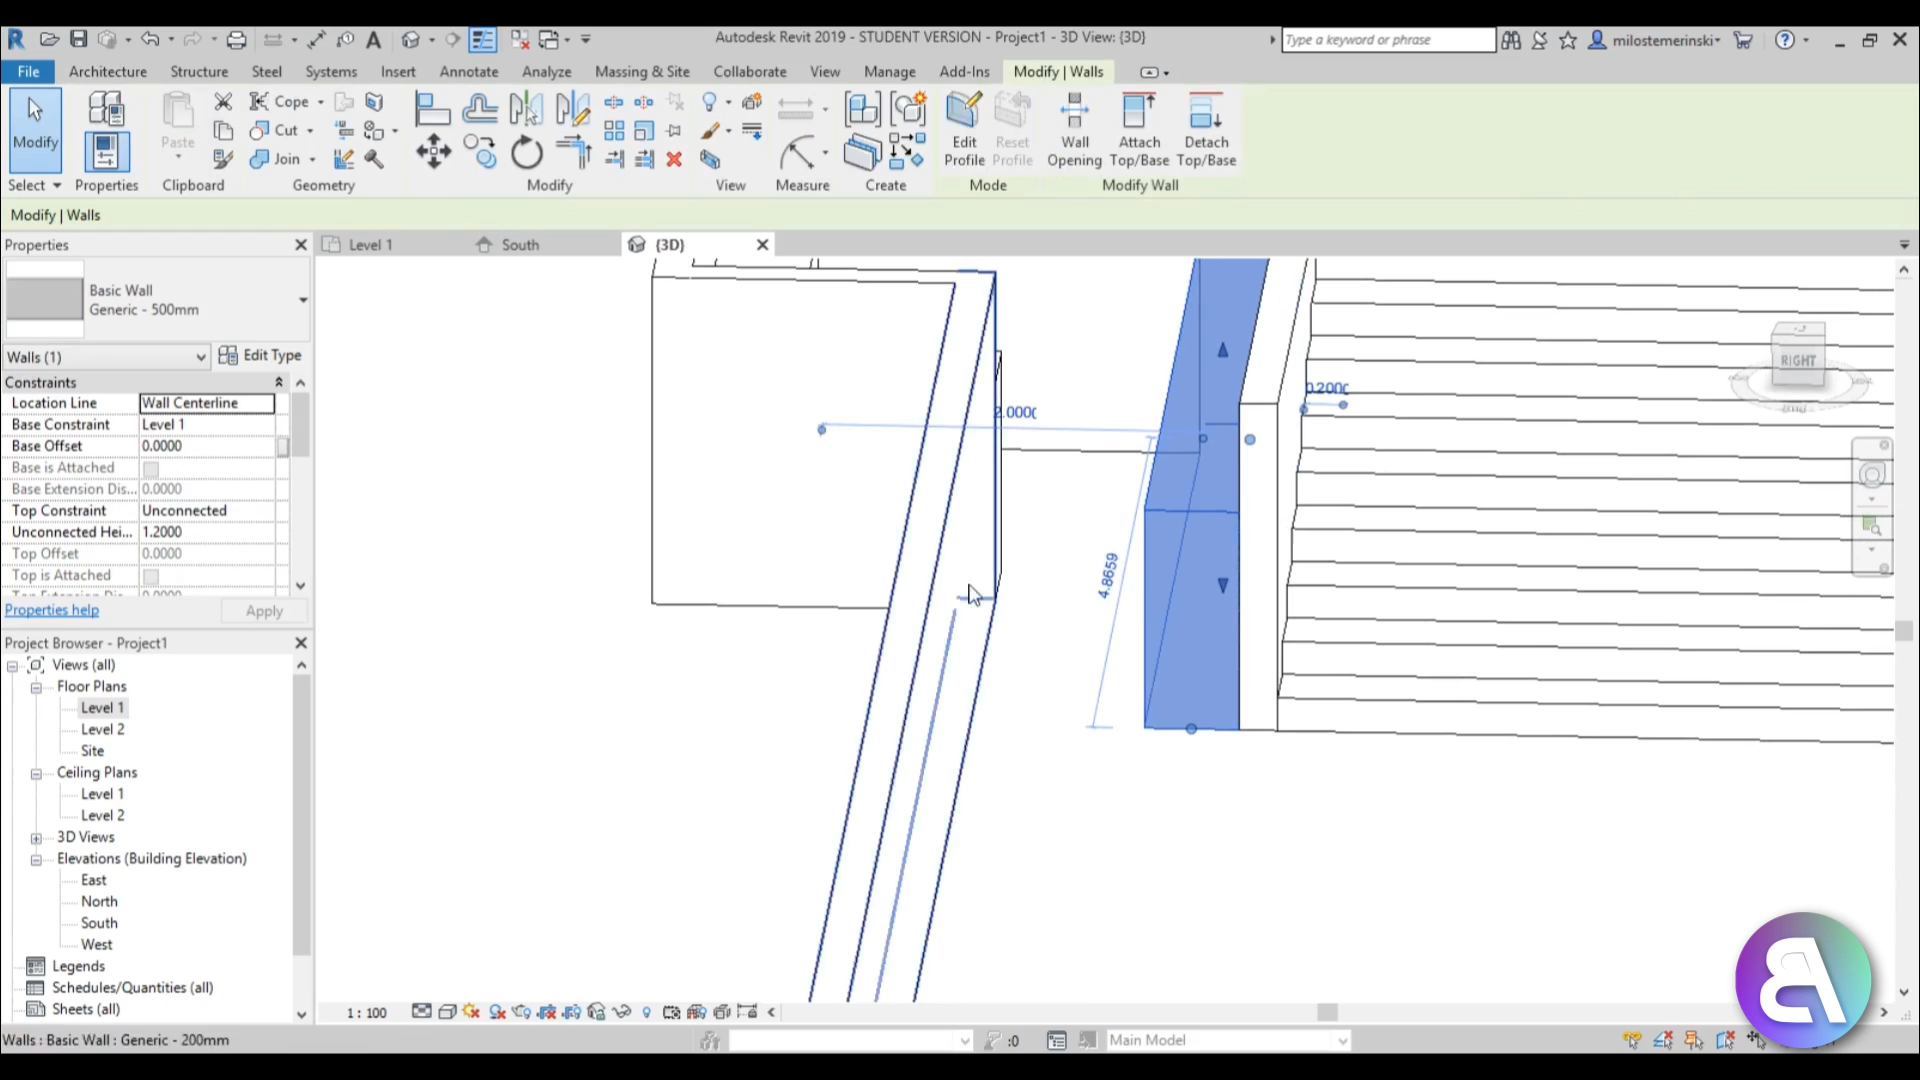 Autodesk Revit 2019 - STUDENT VERSION - Project1 - 3D View: {3D}
Type a keyword or phrase
milostemerinski
File Architecture Structure Steel Systems Insert Annotate Analyze Massing & Site Collaborate View Manage Add-Ins Modify | Walls
Modify
Paste
Cope
Cut
Join
Edit Profile
Reset Profile
Wall Opening
Attach Top/Base
Detach Top/Base
Select Properties Clipboard Geometry Modify View Measure Create Mode Modify Wall
Modify | Walls
Properties
Level 1
South
{3D}
Basic Wall
Generic - 500mm
Walls (1)
Edit Type
Constraints
Location Line Wall Centerline
Base Constraint Level 1
Base Offset 0.0000
Base is Attached
Base Extension Dis... 0.0000
Top Constraint Unconnected
Unconnected Hei... 1.2000
Top Offset 0.0000
Top is Attached
Properties help
Apply
Project Browser - Project1
Views (all)
Floor Plans
Level 1
Level 2
Site
Ceiling Plans
Level 1
Level 2
3D Views
Elevations (Building Elevation)
East
North
South
West
Legends
Schedules/Quantities (all)
Sheets (all)
4.8659
RIGHT
1 : 100
Walls : Basic Wall : Generic - 200mm
:0
Main Model